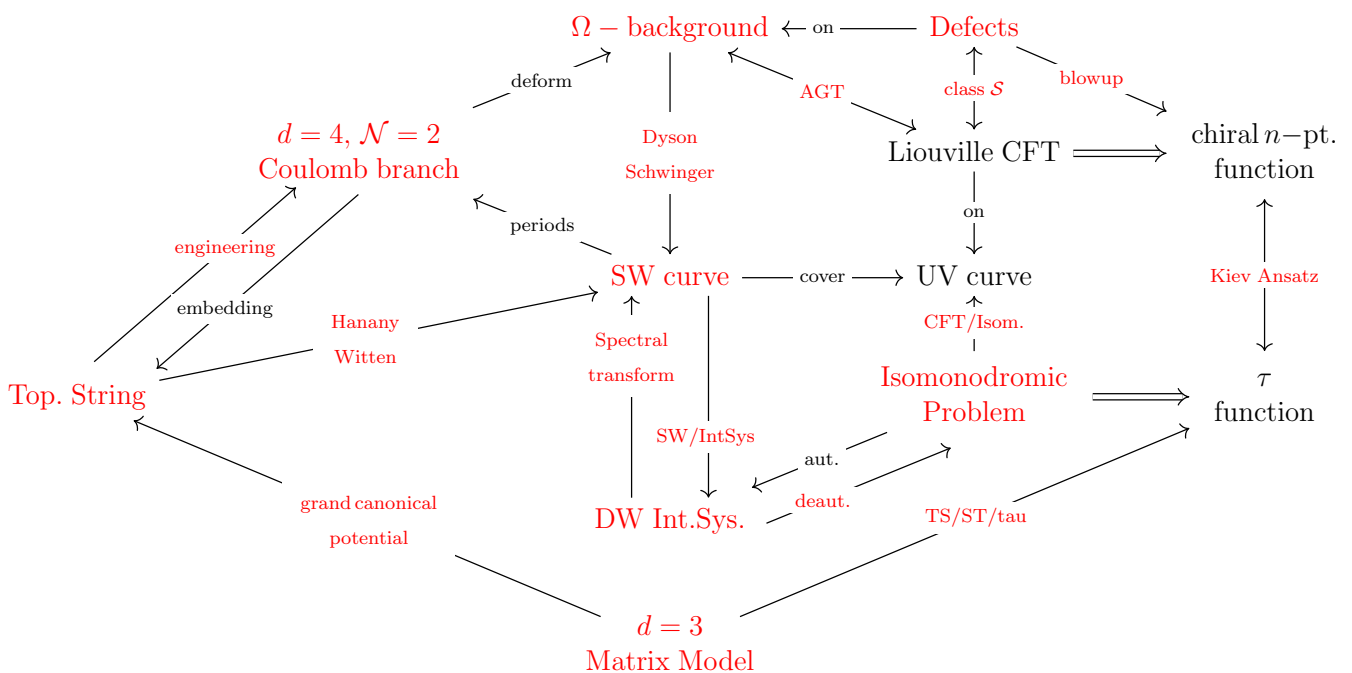 Ω − background
on
Defects
deform
AGT
class S
blowup
d = 4, N = 2
Coulomb branch
Dyson
Schwinger
Liouville CFT
chiral n−pt.
function
engineering
periods
on
embedding
SW curve
cover
UV curve
Kiev Ansatz
Hanany
Witten
Spectral
transform
CFT/Isom.
Top. String
Isomonodromic
Problem
τ
function
SW/IntSys
aut.
grand canonical
potential
DW Int.Sys.
deaut.
TS/ST/tau
d = 3
Matrix Model